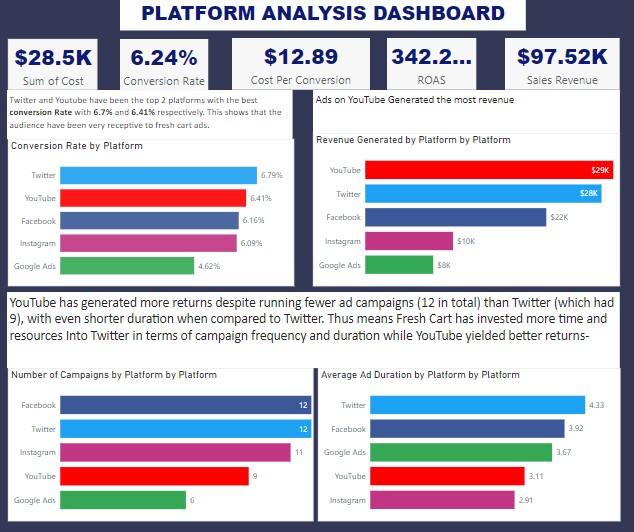 PLATFORM ANALYSIS DASHBOARD
$28.5K
Sum of Cost
6.24%
Conversion Rate
$12.89
Cost Per Conversion
342.2...
ROAS
$97.52K
Sales Revenue
Twitter and Youtube have been the top 2 platforms with the best
conversion Rate with 6.7% and 6.41% respectively. This shows that the
audience have been very receptive to fresh cart ads.
Conversion Rate by Platform
Twitter 6.79%
YouTube 6.41%
Facebook 6.16%
Instagram 6.09%
Google Ads 4.62%
Ads on YouTube Generated the most revenue
Revenue Generated by Platform by Platform
YouTube $29K
Twitter $28K
Facebook $22K
Instagram $10K
Google Ads $8K
YouTube has generated more returns despite running fewer ad campaigns (12 in total) than Twitter (which had
9), with even shorter duration when compared to Twitter. Thus means Fresh Cart has invested more time and
resources Into Twitter in terms of campaign frequency and duration while YouTube yielded better returns-
Number of Campaigns by Platform by Platform
Facebook 12
Twitter 12
Instagram 11
YouTube 9
Google Ads 6
Average Ad Duration by Platform by Platform
Twitter 4.33
Facebook 3.92
Google Ads 3.67
YouTube 3.11
Instagram 2.91